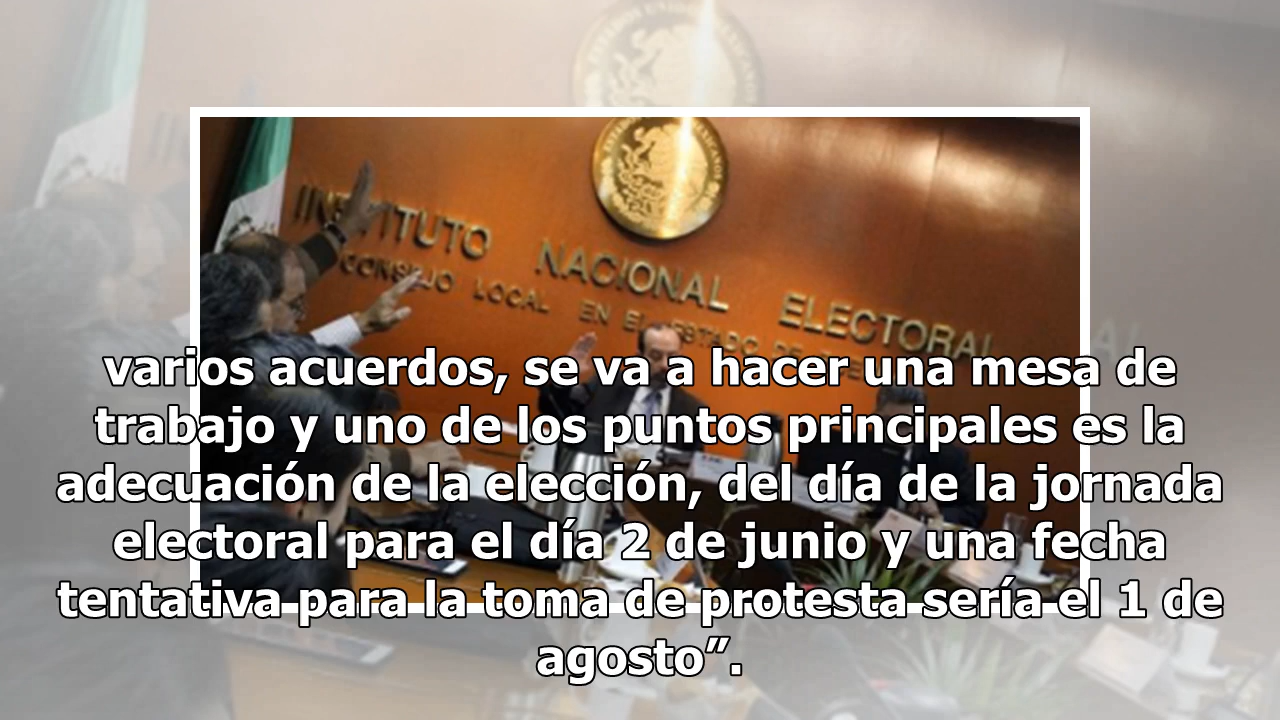 INSTITUTO NACIONAL ELECTORAL
CONSEJO LOCAL EN EL ESTADO DE
varios acuerdos, se va a hacer una mesa de
trabajo y uno de los puntos principales es la
adecuación de la elección, del día de la jornada
electoral para el día 2 de junio y una fecha
tentativa para la toma de protesta sería el 1 de
agosto”.